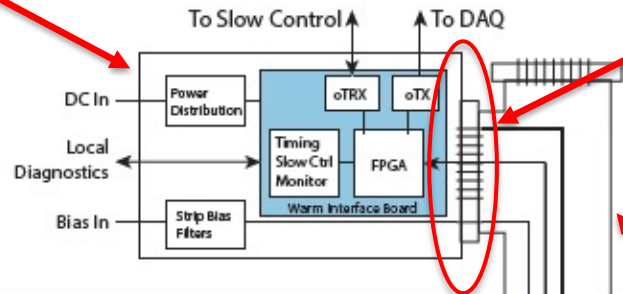 To Slow Control
To DAQ
DC In
Power
Distribution
oTRX
oTX
Local
Diagnostics
Timing
Slow Ctrl
Monitor
FPGA
Warm Interface Board
Bias In
Strip Bias
Filters